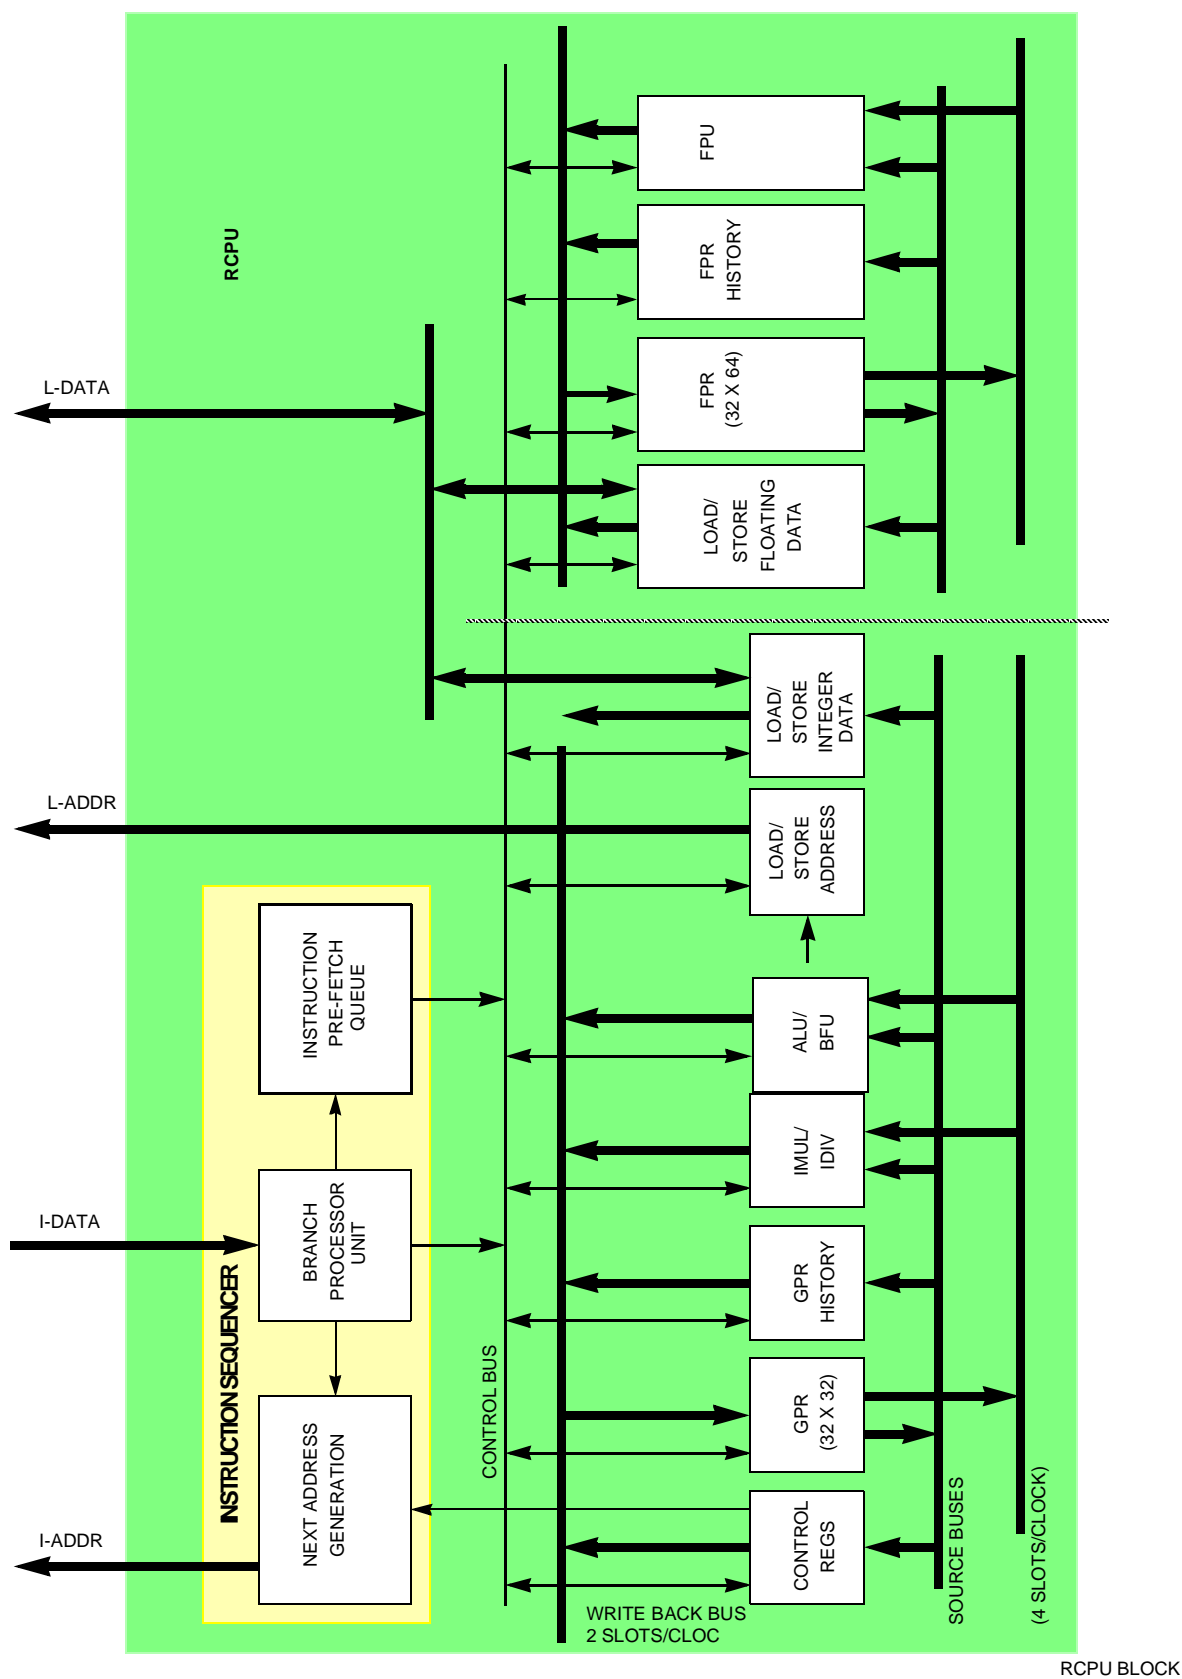 RCPU
L-DATA
L-ADDR
I-DATA
I-ADDR
NSTRUCTION SEQUENCER
INSTRUCTION
PRE-FETCH
QUEUE
BRANCH
PROCESSOR
UNIT
NEXT ADDRESS
GENERATION
CONTROL BUS
WRITE BACK BUS
2 SLOTS/CLOC
FPU
FPR
HISTORY
FPR
(32 X 64)
LOAD/
STORE
FLOATING
DATA
LOAD/
STORE
INTEGER
DATA
LOAD/
STORE
ADDRESS
ALU/
BFU
IMUL/
IDIV
GPR
HISTORY
GPR
(32 X 32)
CONTROL
REGS
SOURCE BUSES
(4 SLOTS/CLOCK)
RCPU BLOCK